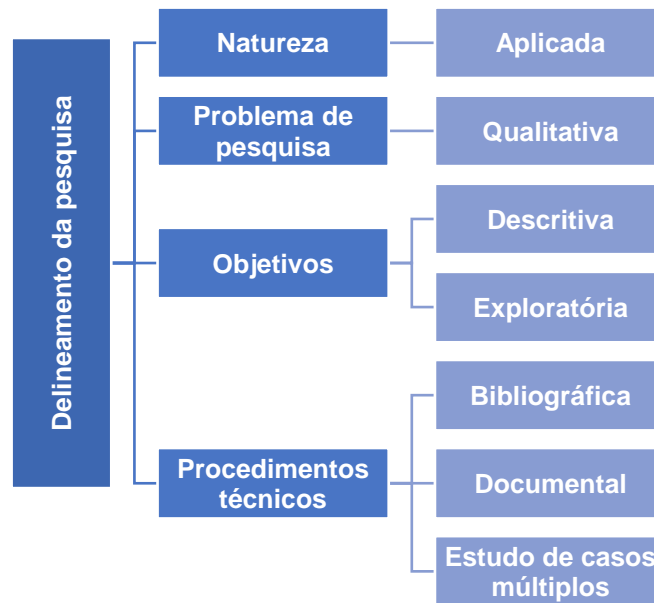 Delineamento da pesquisa
Natureza
Aplicada
Problema de
pesquisa
Qualitativa
Objetivos
Descritiva
Exploratória
Procedimentos
técnicos
Bibliográfica
Documental
Estudo de casos
múltiplos